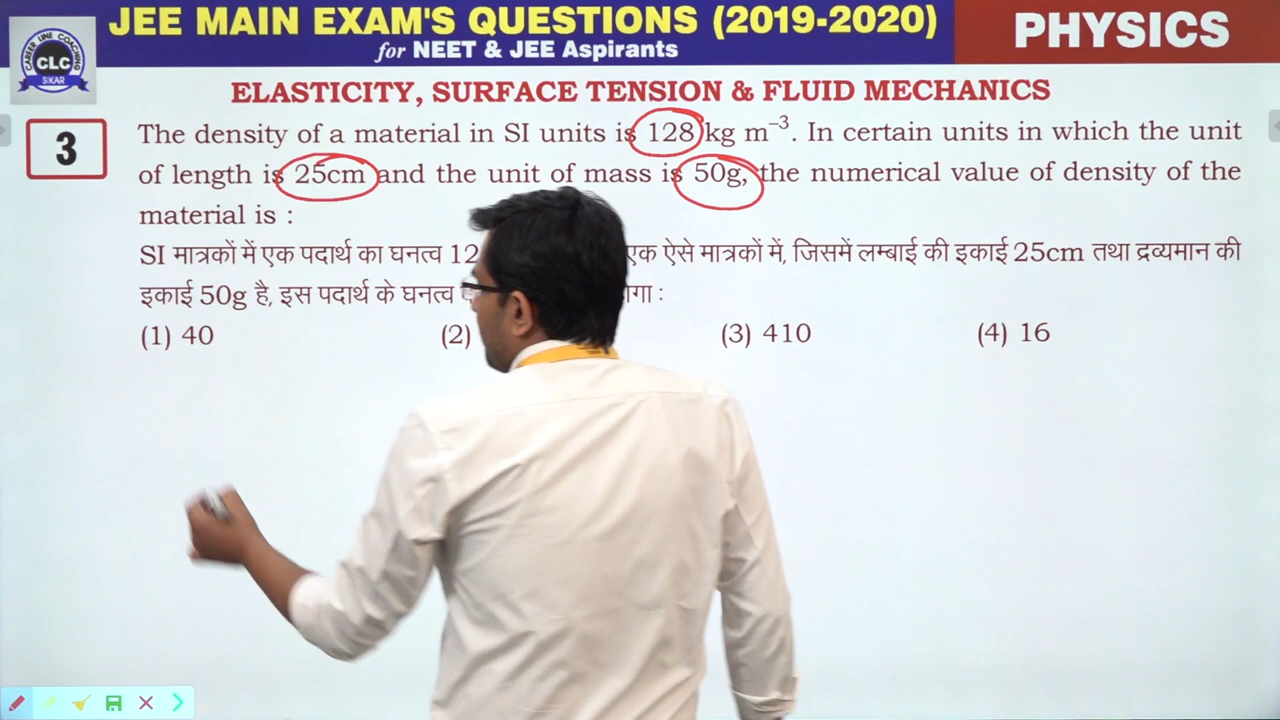 JEE MAIN EXAM'S QUESTIONS (2019-2020)
for NEET & JEE Aspirants
PHYSICS
CAREER LINE COACHING
CLC
SIKAR
ELASTICITY, SURFACE TENSION & FLUID MECHANICS
3
The density of a material in SI units is 128 kg m⁻³. In certain units in which the unit
of length is 25cm and the unit of mass is 50g, the numerical value of density of the
material is :
SI मात्रकों में एक पदार्थ का घनत्व 12 एक ऐसे मात्रकों में, जिसमें लम्बाई की इकाई 25cm तथा द्रव्यमान की
इकाई 50g है, इस पदार्थ के घनत्व :
(1) 40 (2) (3) 410 (4) 16